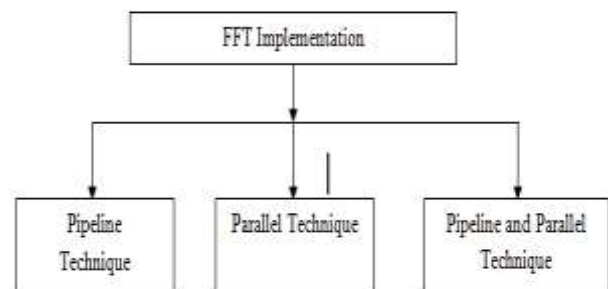 FFT Implementation
Pipeline
Technique
Parallel Technique
Pipeline and Parallel
Technique